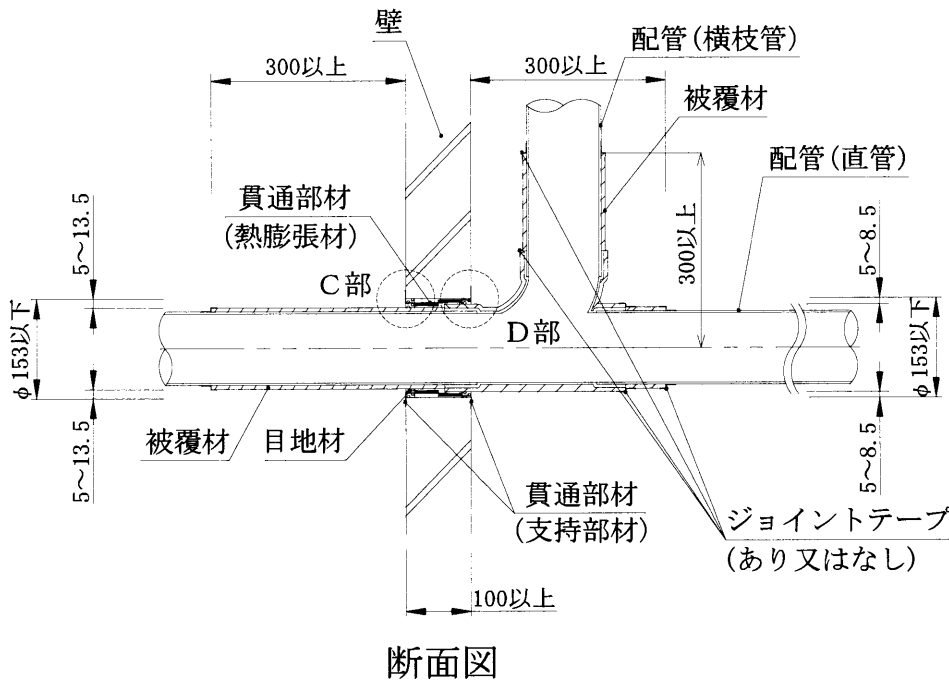 壁
配管(横枝管)
300以上
300以上
被覆材
配管(直管)
貫通部材
(熱膨張材)
5〜13.5
300以上
5〜8.5
C部
D部
φ153以下
φ153以下
被覆材
目地材
5〜13.5
貫通部材
(支持部材)
5〜8.5
ジョイントテープ
(あり又はなし)
100以上
断面図